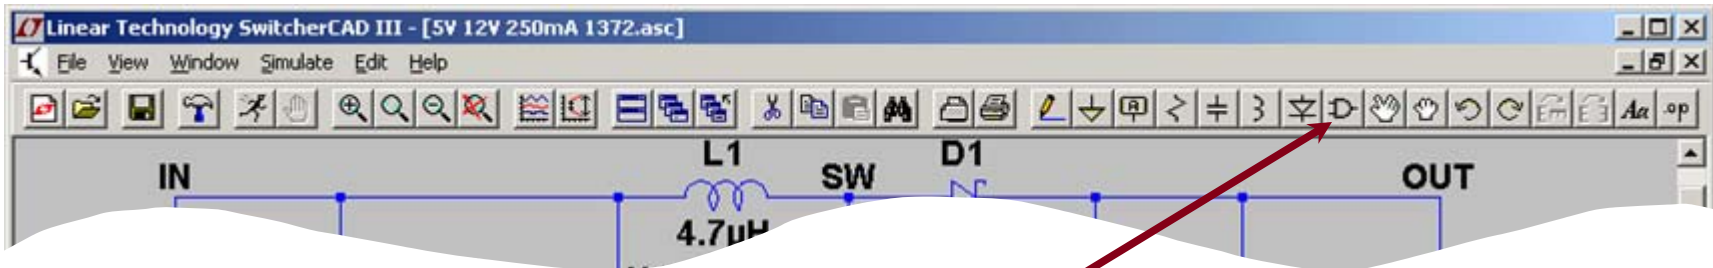 Linear Technology SwitcherCAD III - [5V 12V 250mA 1372.asc]
File View Window Simulate Edit Help
A Aa .op
L1 D1
IN SW OUT
4.7µH